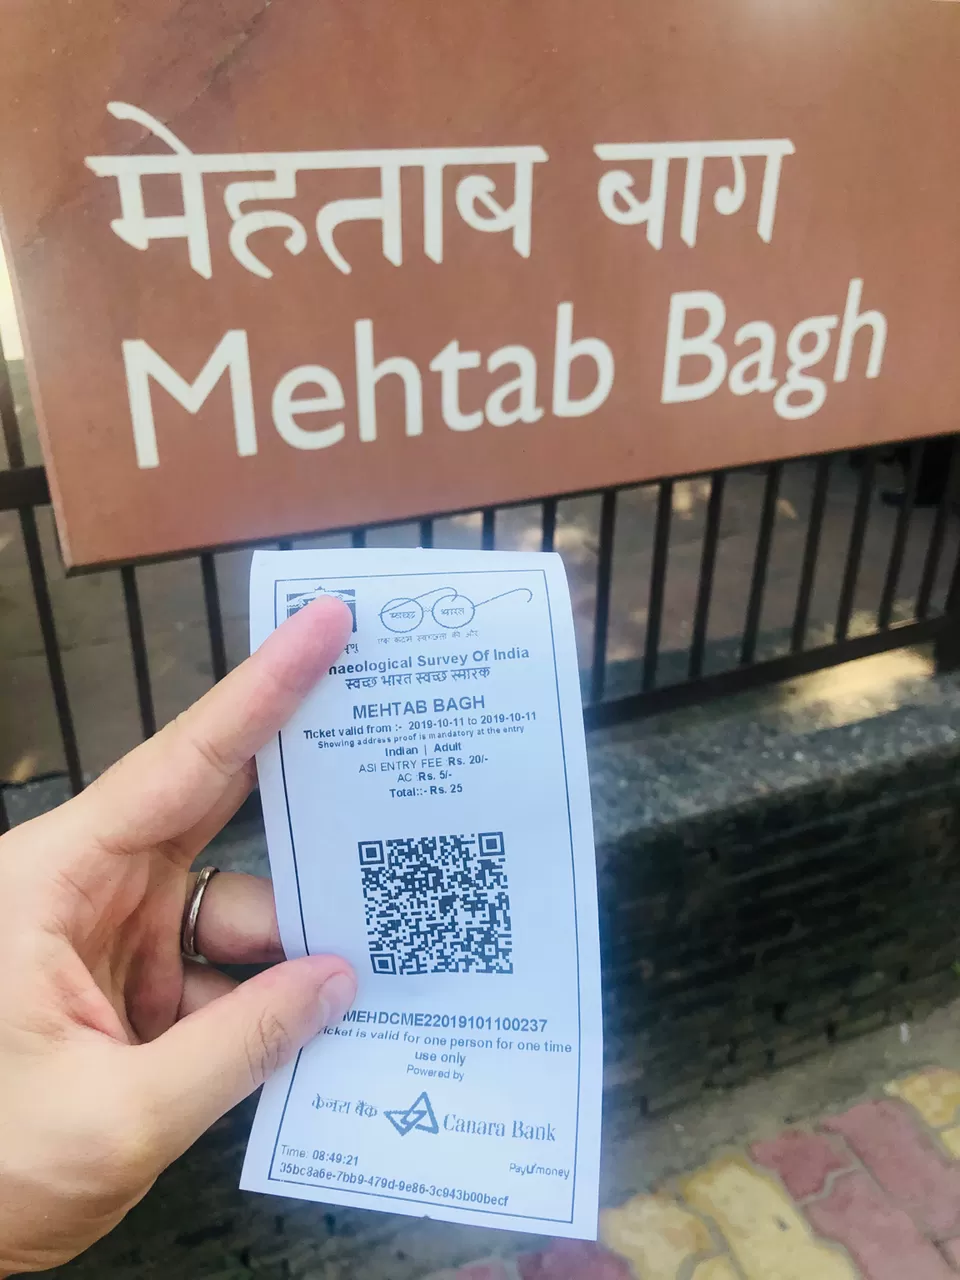 मेहताब बाग
Mehtab Bagh
स्वच्छ भारत
एक कदम स्वच्छता की ओर
haeological Survey Of India
स्वच्छ भारत स्वच्छ स्मारक
MEHTAB BAGH
Ticket valid from :- 2019-10-11 to 2019-10-11
Showing address proof is mandatory at the entry
Indian | Adult
ASI ENTRY FEE :Rs. 20/-
AC :Rs. 5/-
Total::- Rs. 25
MEHDCME22019101100237
icket is valid for one person for one time
use only
Powered by
केनरा बैंक Canara Bank
Time: 08:49:21
PayUmoney
35bc8a6e-7bb9-479d-9e86-3c943b00becf